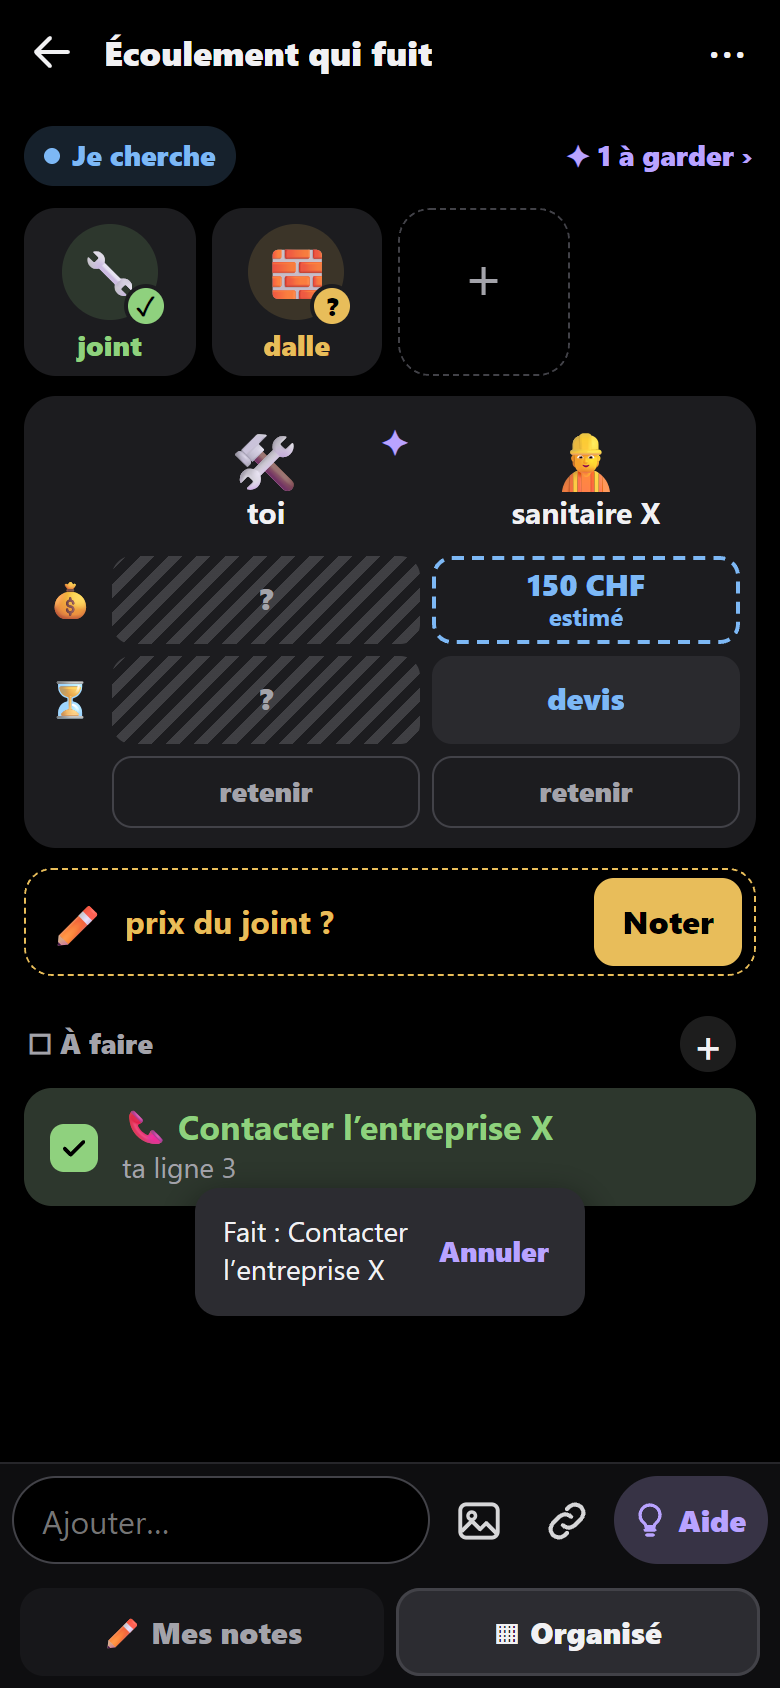 Écoulement qui fuit
Je cherche
1 à garder ›
joint
?
dalle
+
toi
sanitaire X
?
150 CHF
estimé
?
devis
retenir
retenir
prix du joint ?
Noter
À faire
+
Contacter l’entreprise X
ta ligne 3
Fait : Contacter
l’entreprise X
Annuler
Ajouter…
Aide
Mes notes
Organisé